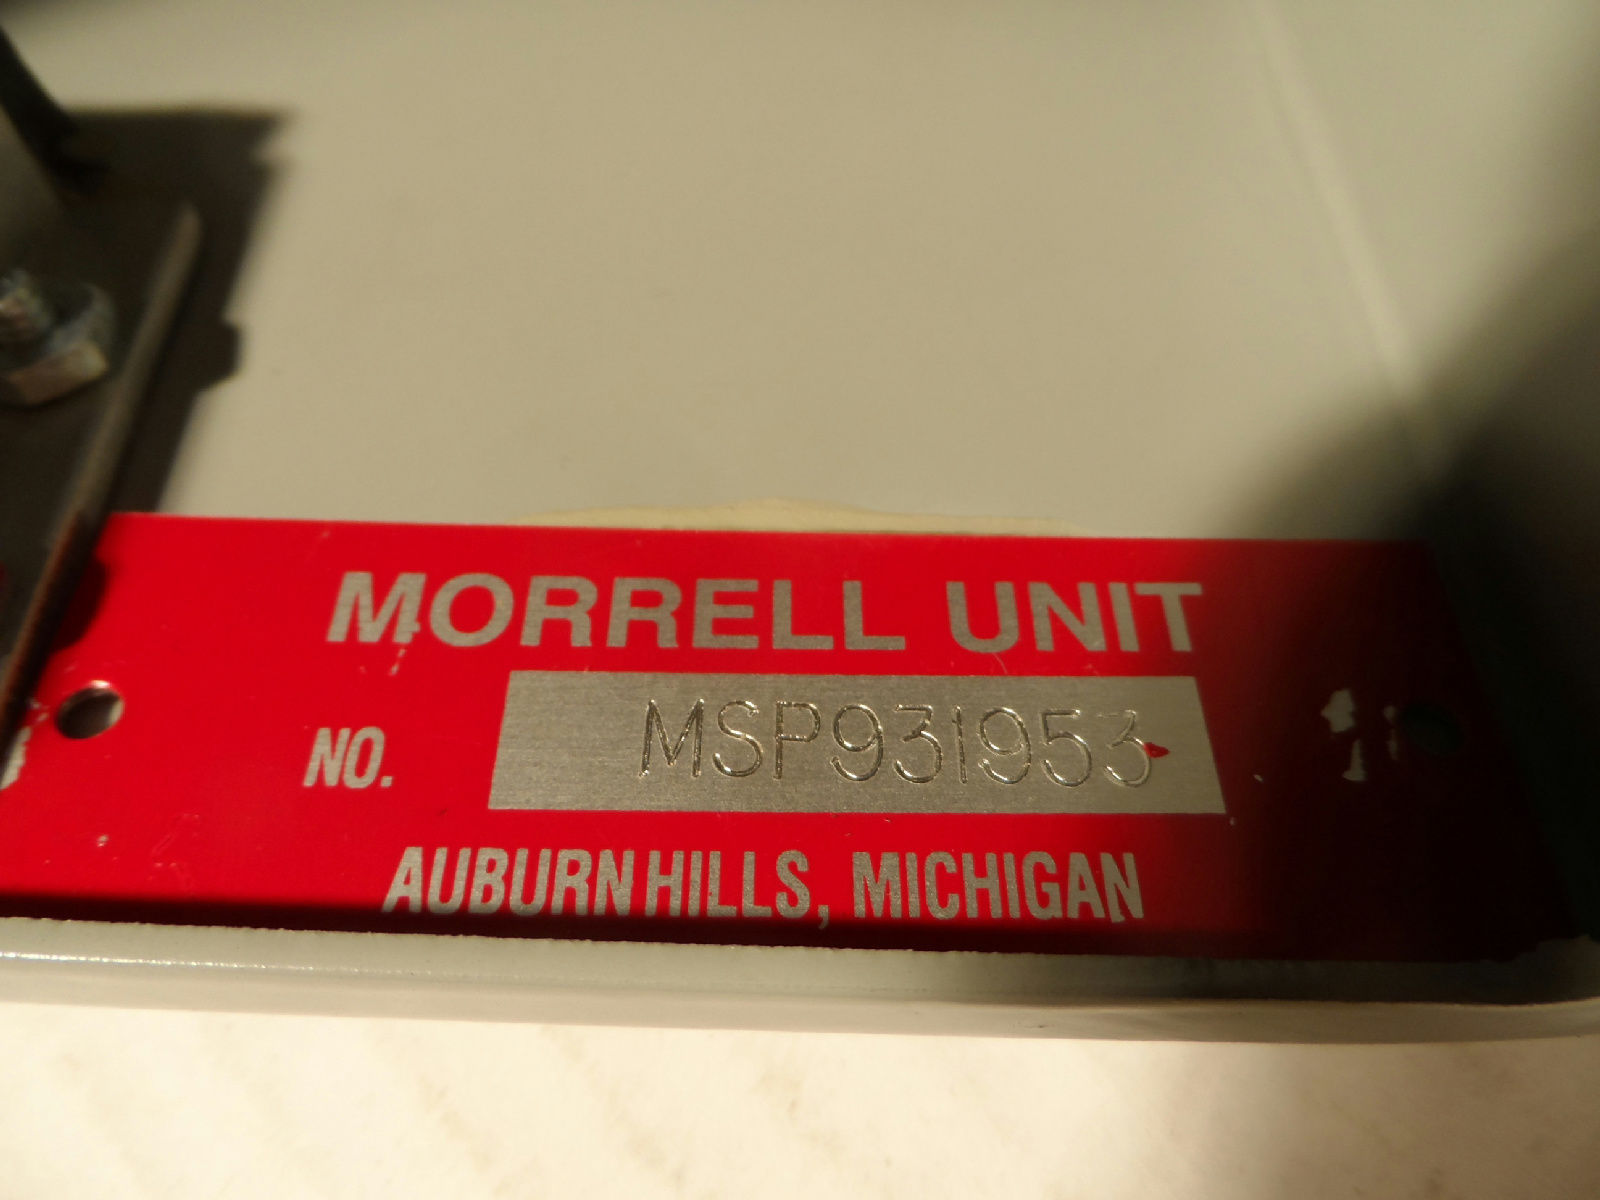 MORRELL UNIT
NO. MSP931953
AUBURN HILLS, MICHIGAN